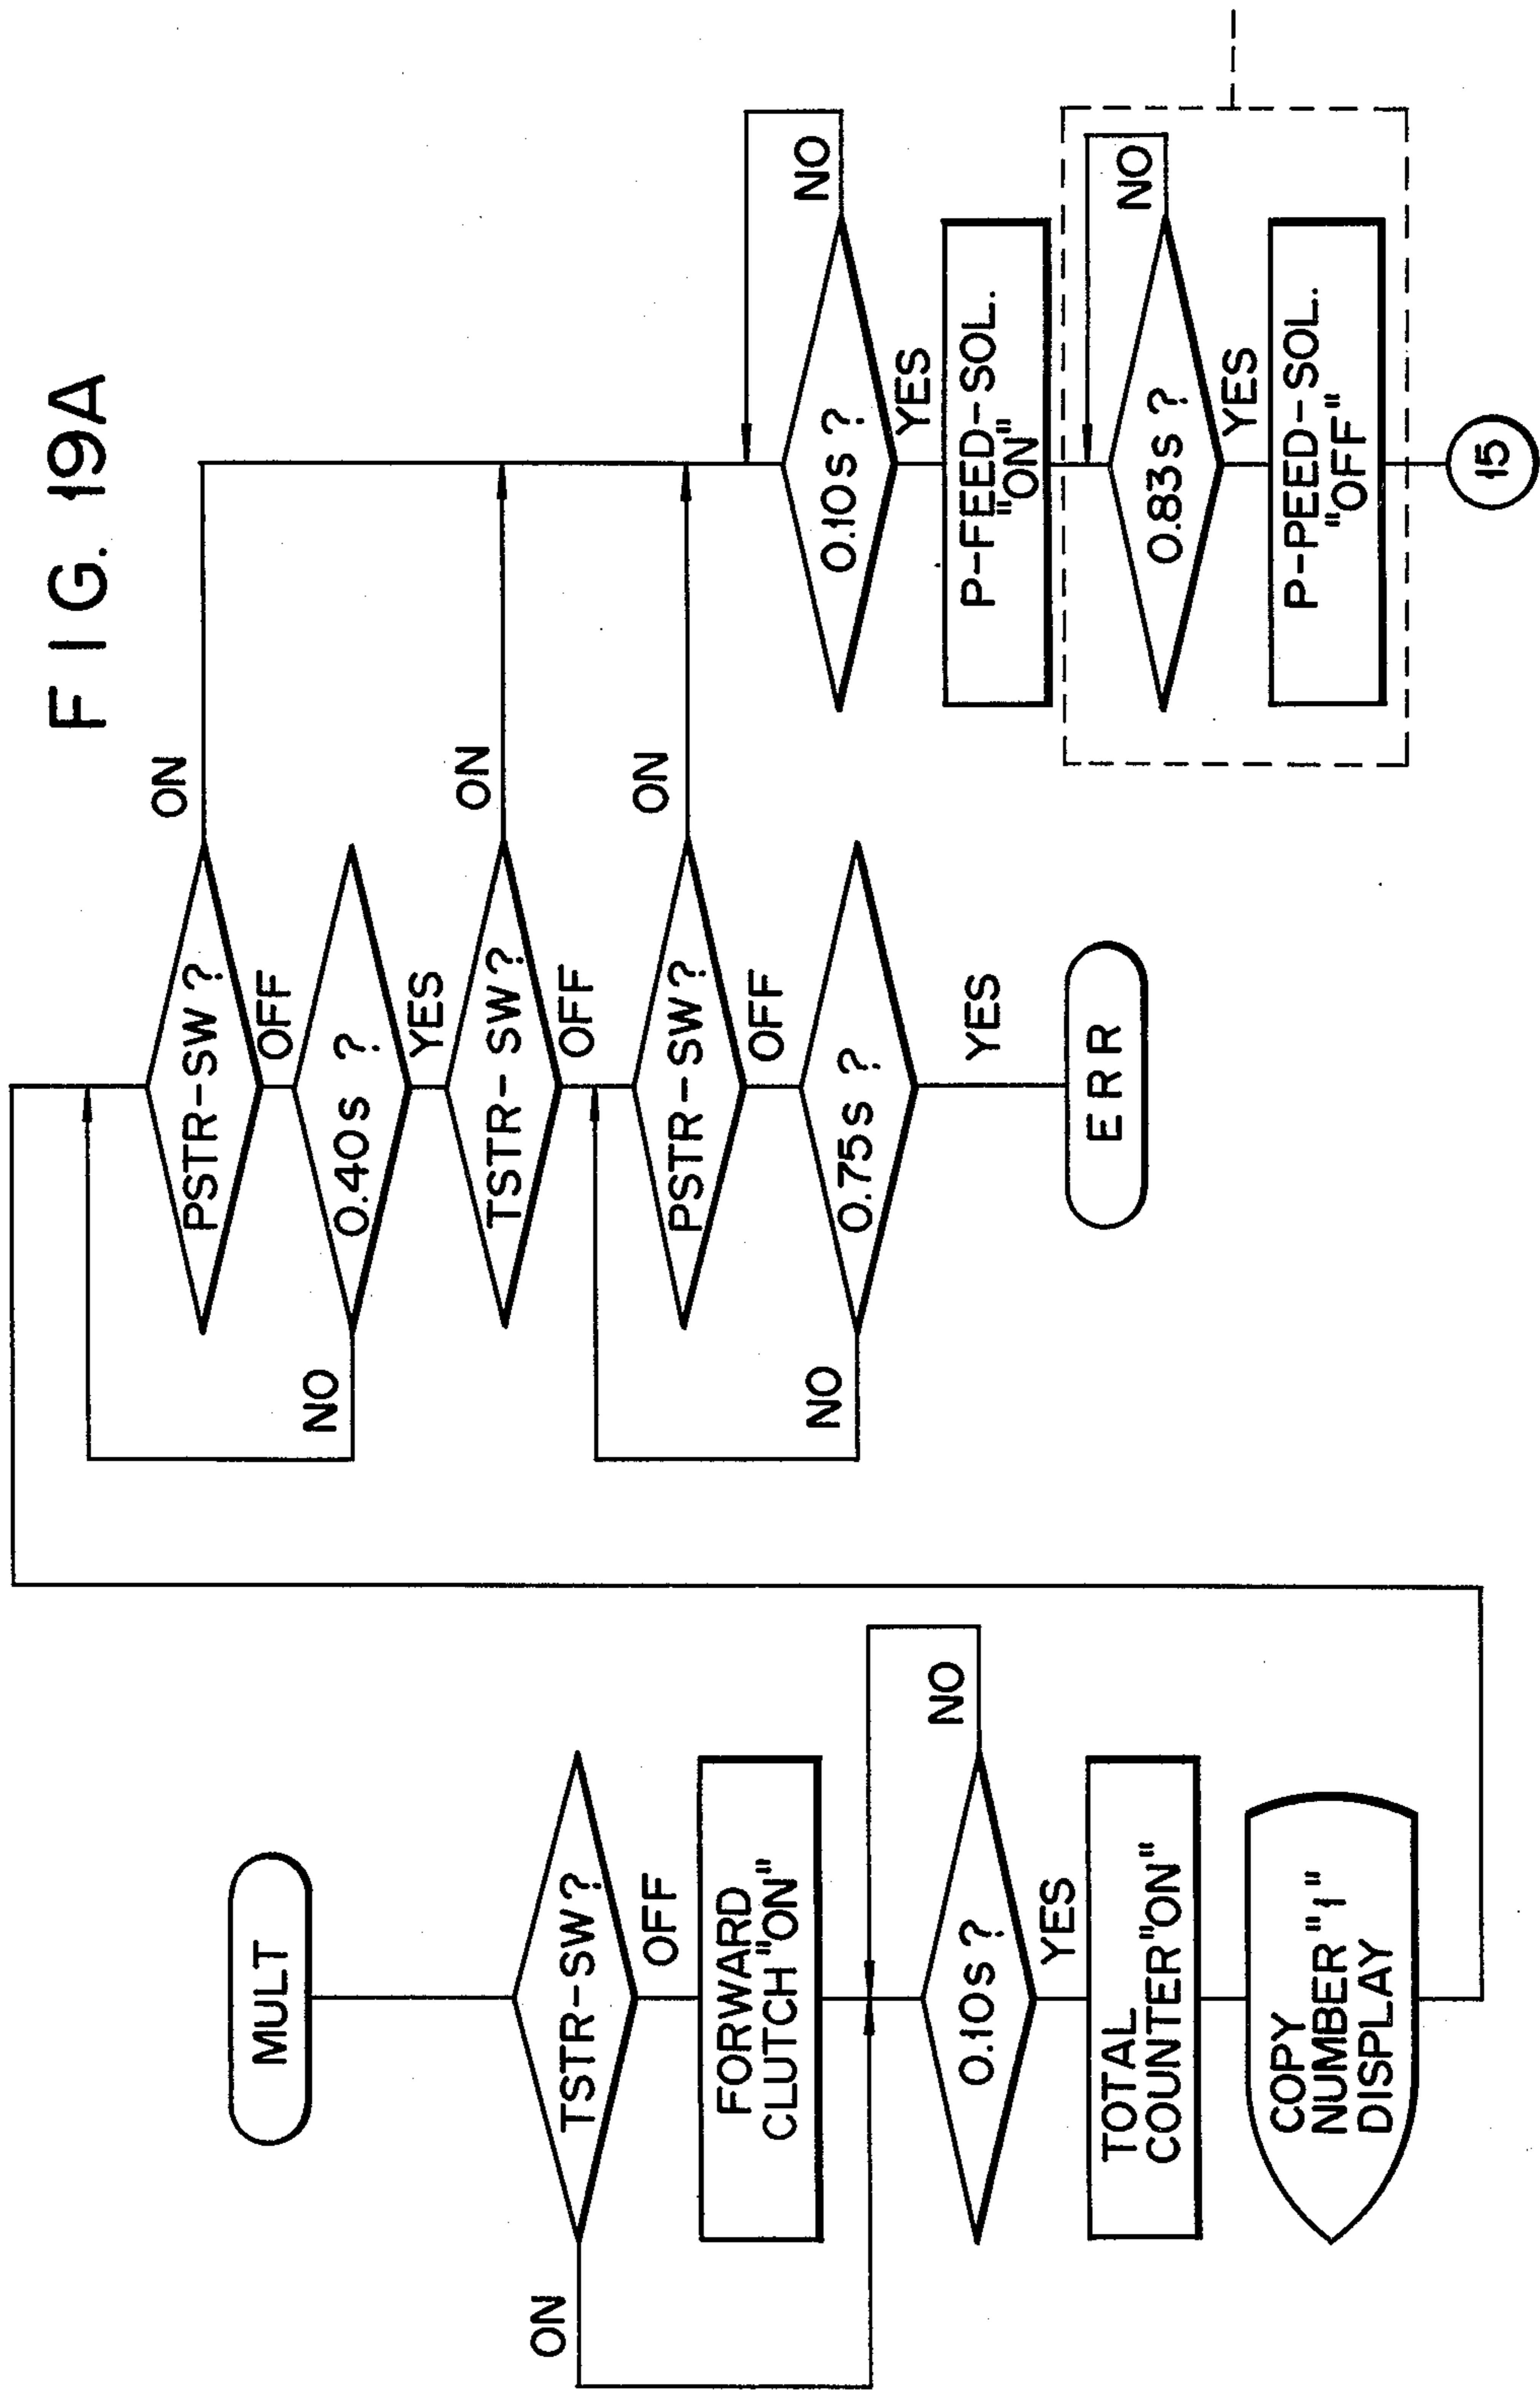 FIG. 19A
MULT
TSTR-SW?
ON
OFF
FORWARD
CLUTCH "ON"
0.10s?
NO
YES
TOTAL
COUNTER "ON"
COPY
NUMBER "1"
DISPLAY
PSTR-SW?
ON
OFF
0.40s ?
NO
YES
TSTR-SW?
ON
OFF
PSTR-SW?
ON
OFF
0.75s ?
NO
YES
ERR
0.10s ?
NO
YES
P-FEED-SOL.
"ON"
0.83s ?
NO
YES
P-PEED-SOL.
"OFF"
15